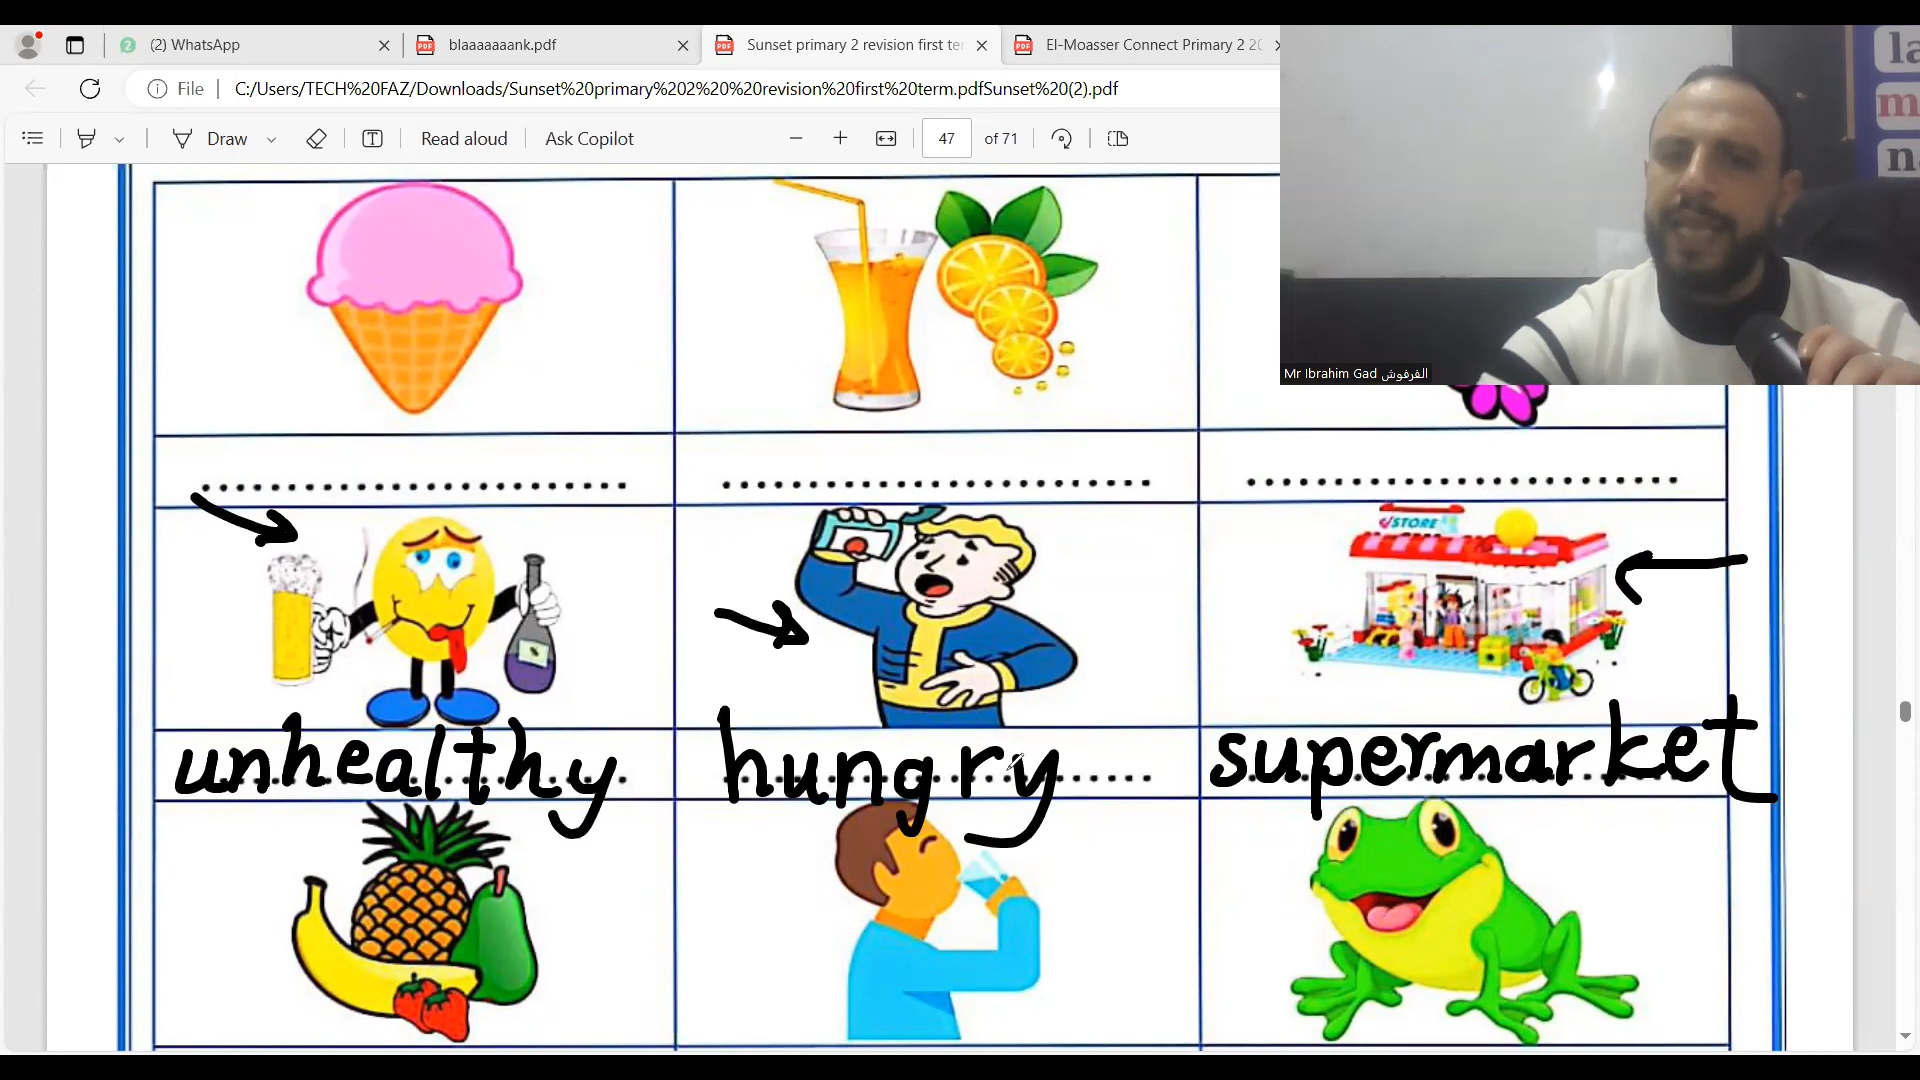 (2) WhatsApp
blaaaaaaank.pdf
Sunset primary 2 revision first te
El-Moasser Connect Primary 2 20
File
C:/Users/TECH%20FAZ/Downloads/Sunset%20primary%202%20%20revision%20first%20term.pdfSunset%20(2).pdf
Draw
Read aloud
Ask Copilot
47
of 71
la
m
n
Mr Ibrahim Gad الفرفوش
STORE
unhealthy
hungry
supermarket